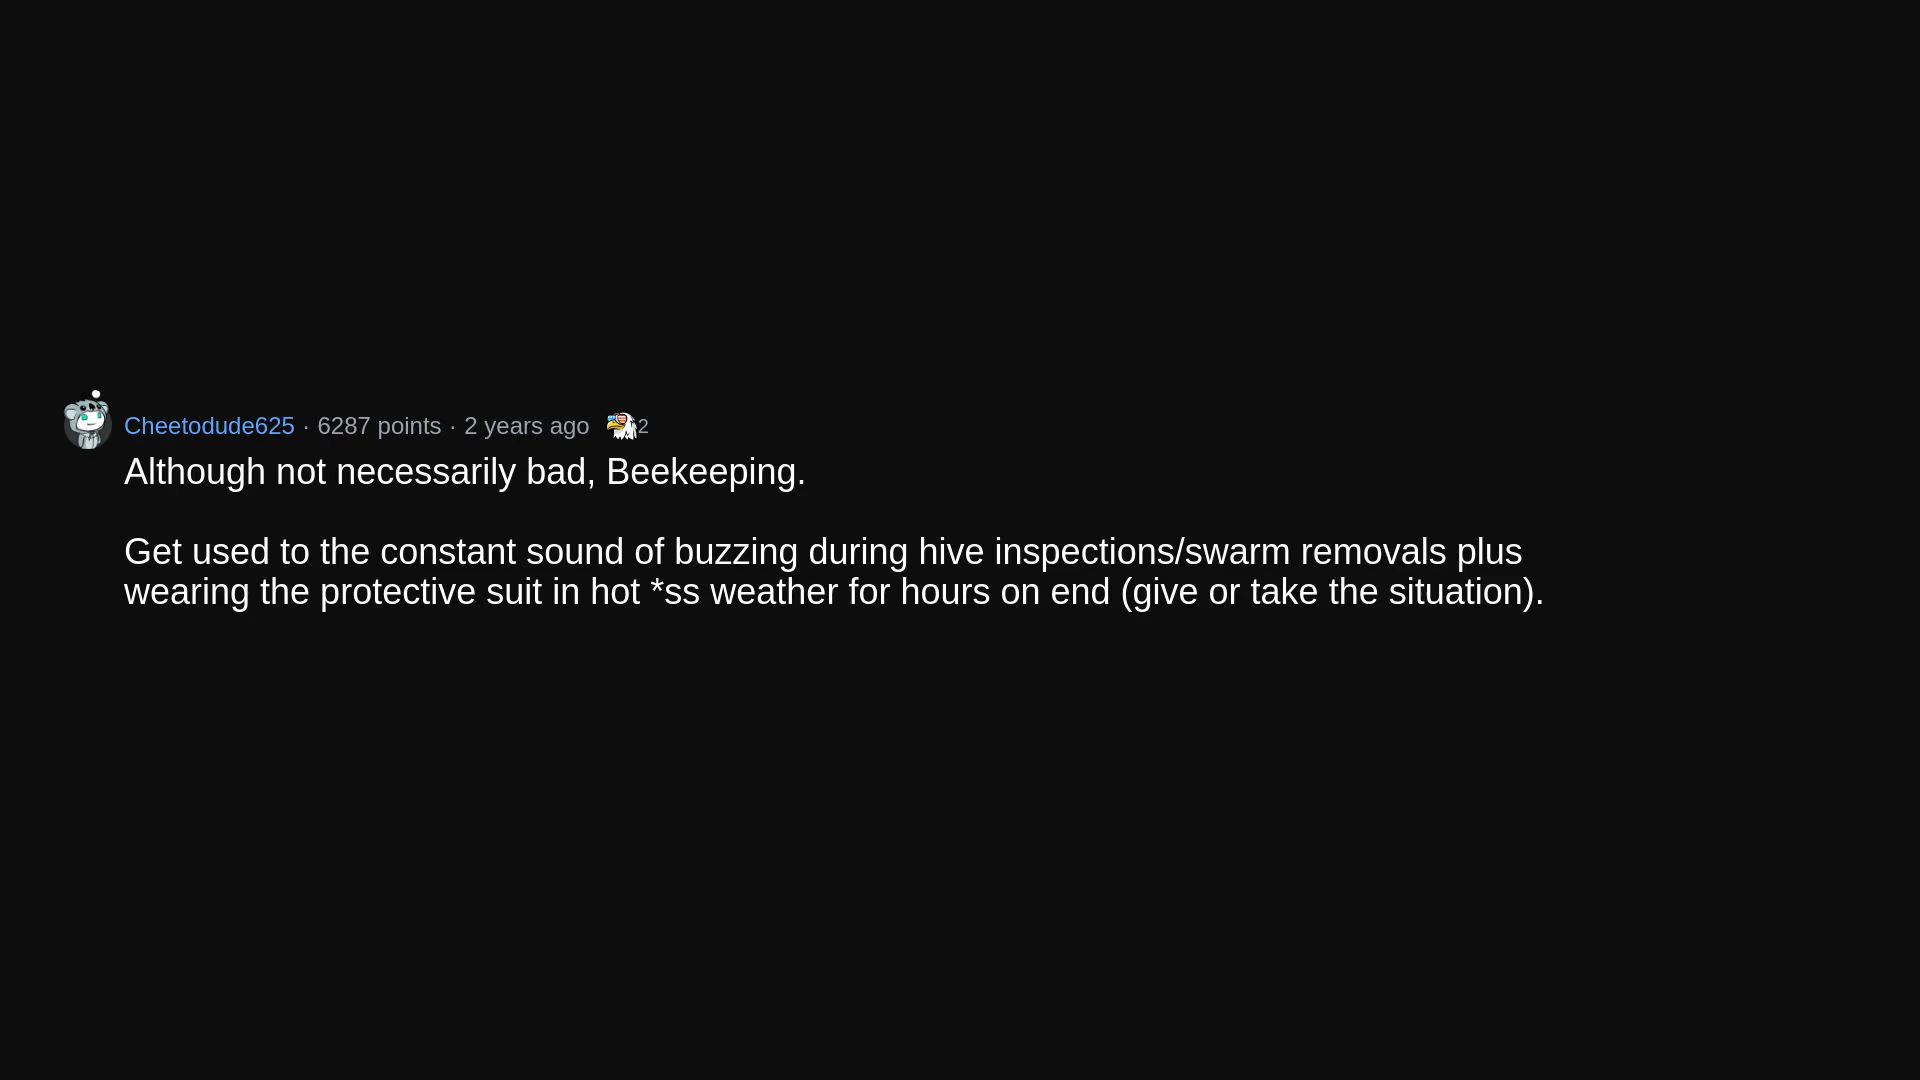 Cheetodude625 · 6287 points · 2 years ago 2
Although not necessarily bad, Beekeeping.
Get used to the constant sound of buzzing during hive inspections/swarm removals plus
wearing the protective suit in hot *ss weather for hours on end (give or take the situation).